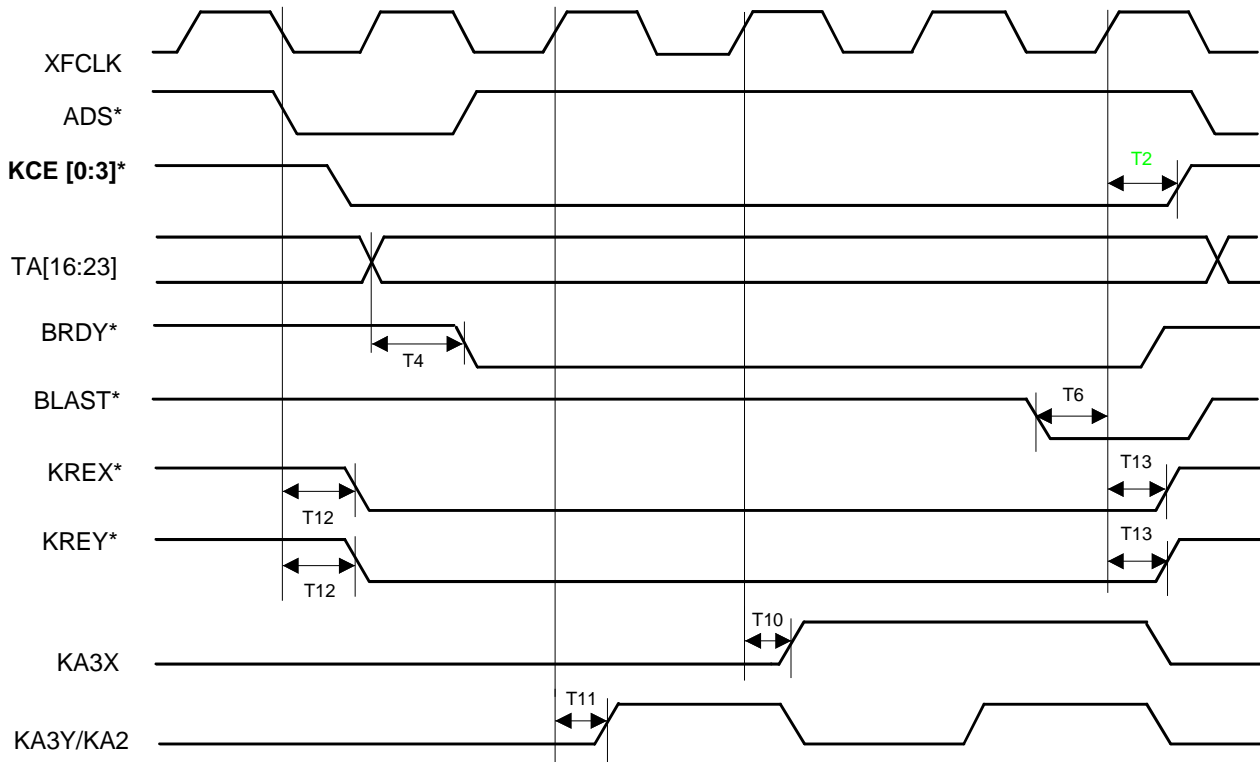 XFCLK
ADS*
KCE [0:3]*
T2
TA[16:23]
BRDY*
T4
BLAST*
T6
KREX*
T12
T13
KREY*
T12
T13
KA3X
T10
KA3Y/KA2
T11